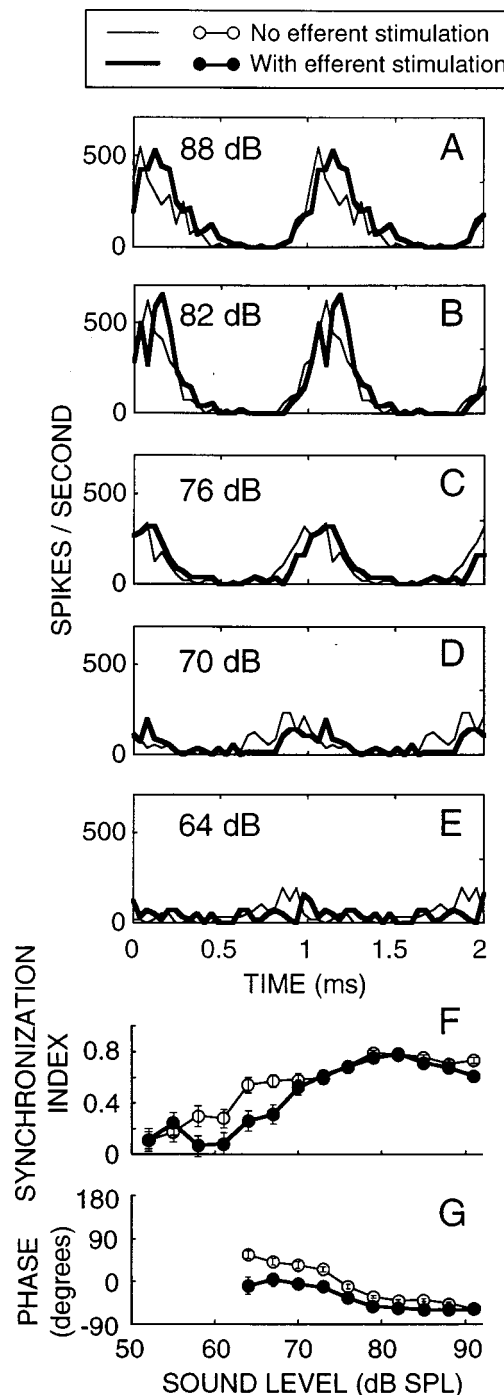 No efferent stimulation
With efferent stimulation
88 dB
A
500
0
82 dB
B
500
0
76 dB
C
500
0
SPIKES / SECOND
70 dB
D
500
0
64 dB
E
500
0
0 0.5 1 1.5 2
TIME (ms)
F
0.8
0.4
0
SYNCHRONIZATION
INDEX
G
180
90
0
-90
PHASE
(degrees)
50 60 70 80 90
SOUND LEVEL (dB SPL)